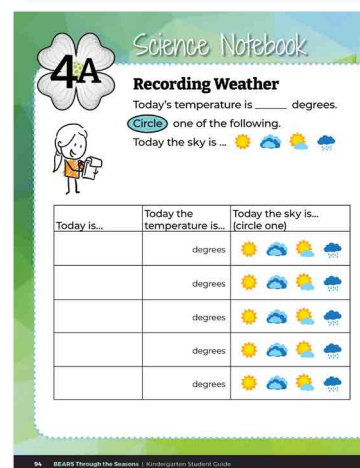 Science Notebook
4A
Recording Weather
Today's temperature is _____ degrees.
Circle one of the following.
Today the sky is ...
Today is...
Today the temperature is...
Today the sky is... (circle one)
degrees
degrees
degrees
degrees
degrees
94 BEARS Through the Seasons | Kindergarten Student Guide